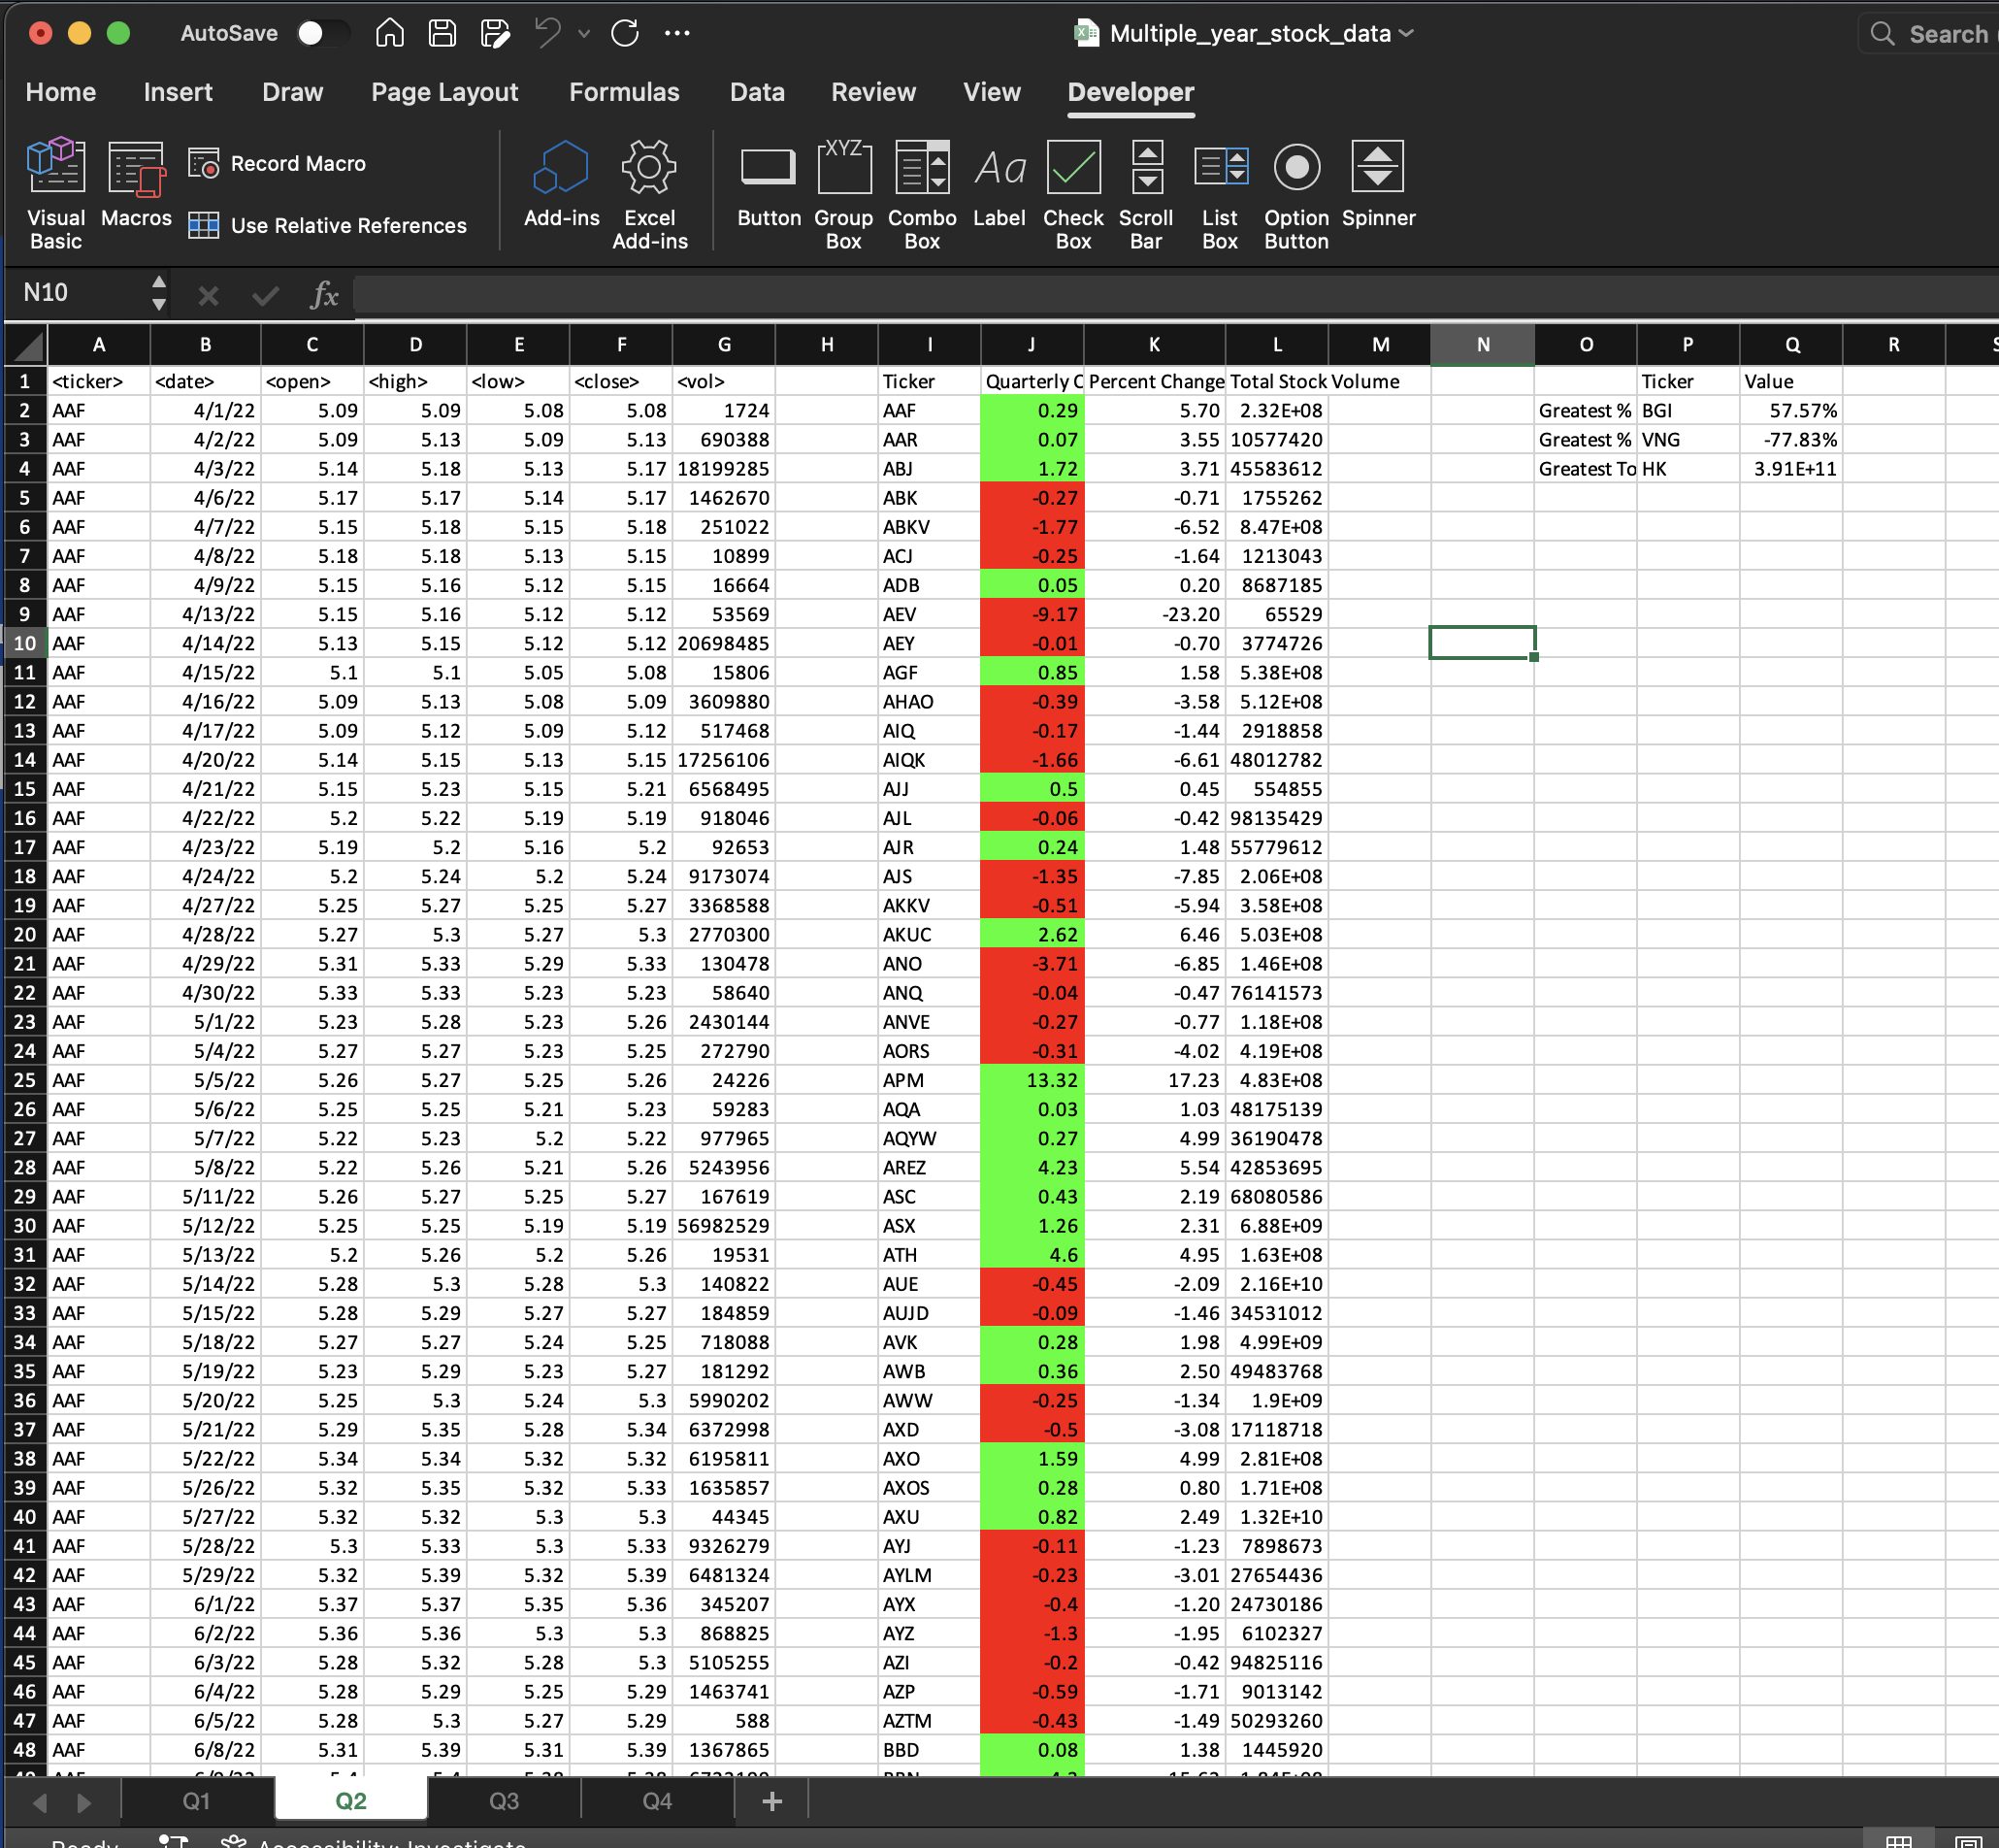 AutoSave Multiple_year_stock_data Search
Home Insert Draw Page Layout Formulas Data Review View Developer
Record Macro XYZ Aa
Visual Basic Macros Use Relative References Add-ins Excel Add-ins Button Group Box Combo Box Label Check Box Scroll Bar List Box Option Button Spinner
N10 fx
A B C D E F G H I J K L M N O P Q R
1 <ticker> <date> <open> <high> <low> <close> <vol> Ticker Quarterly C Percent Change Total Stock Volume Ticker Value
2 AAF 4/1/22 5.09 5.09 5.08 5.08 1724 AAF 0.29 5.70 2.32E+08 Greatest % BGI 57.57%
3 AAF 4/2/22 5.09 5.13 5.09 5.13 690388 AAR 0.07 3.55 10577420 Greatest % VNG -77.83%
4 AAF 4/3/22 5.14 5.18 5.13 5.17 18199285 ABJ 1.72 3.71 45583612 Greatest To HK 3.91E+11
5 AAF 4/6/22 5.17 5.17 5.14 5.17 1462670 ABK -0.27 -0.71 1755262
6 AAF 4/7/22 5.15 5.18 5.15 5.18 251022 ABKV -1.77 -6.52 8.47E+08
7 AAF 4/8/22 5.18 5.18 5.13 5.15 10899 ACJ -0.25 -1.64 1213043
8 AAF 4/9/22 5.15 5.16 5.12 5.15 16664 ADB 0.05 0.20 8687185
9 AAF 4/13/22 5.15 5.16 5.12 5.12 53569 AEV -9.17 -23.20 65529
10 AAF 4/14/22 5.13 5.15 5.12 5.12 20698485 AEY -0.01 -0.70 3774726
11 AAF 4/15/22 5.1 5.1 5.05 5.08 15806 AGF 0.85 1.58 5.38E+08
12 AAF 4/16/22 5.09 5.13 5.08 5.09 3609880 AHAO -0.39 -3.58 5.12E+08
13 AAF 4/17/22 5.09 5.12 5.09 5.12 517468 AIQ -0.17 -1.44 2918858
14 AAF 4/20/22 5.14 5.15 5.13 5.15 17256106 AIQK -1.66 -6.61 48012782
15 AAF 4/21/22 5.15 5.23 5.15 5.21 6568495 AJJ 0.5 0.45 554855
16 AAF 4/22/22 5.2 5.22 5.19 5.19 918046 AJL -0.06 -0.42 98135429
17 AAF 4/23/22 5.19 5.2 5.16 5.2 92653 AJR 0.24 1.48 55779612
18 AAF 4/24/22 5.2 5.24 5.2 5.24 9173074 AJS -1.35 -7.85 2.06E+08
19 AAF 4/27/22 5.25 5.27 5.25 5.27 3368588 AKKV -0.51 -5.94 3.58E+08
20 AAF 4/28/22 5.27 5.3 5.27 5.3 2770300 AKUC 2.62 6.46 5.03E+08
21 AAF 4/29/22 5.31 5.33 5.29 5.33 130478 ANO -3.71 -6.85 1.46E+08
22 AAF 4/30/22 5.33 5.33 5.23 5.23 58640 ANQ -0.04 -0.47 76141573
23 AAF 5/1/22 5.23 5.28 5.23 5.26 2430144 ANVE -0.27 -0.77 1.18E+08
24 AAF 5/4/22 5.27 5.27 5.23 5.25 272790 AORS -0.31 -4.02 4.19E+08
25 AAF 5/5/22 5.26 5.27 5.25 5.26 24226 APM 13.32 17.23 4.83E+08
26 AAF 5/6/22 5.25 5.25 5.21 5.23 59283 AQA 0.03 1.03 48175139
27 AAF 5/7/22 5.22 5.23 5.2 5.22 977965 AQYW 0.27 4.99 36190478
28 AAF 5/8/22 5.22 5.26 5.21 5.26 5243956 AREZ 4.23 5.54 42853695
29 AAF 5/11/22 5.26 5.27 5.25 5.27 167619 ASC 0.43 2.19 68080586
30 AAF 5/12/22 5.25 5.25 5.19 5.19 56982529 ASX 1.26 2.31 6.88E+09
31 AAF 5/13/22 5.2 5.26 5.2 5.26 19531 ATH 4.6 4.95 1.63E+08
32 AAF 5/14/22 5.28 5.3 5.28 5.3 140822 AUE -0.45 -2.09 2.16E+10
33 AAF 5/15/22 5.28 5.29 5.27 5.27 184859 AUJD -0.09 -1.46 34531012
34 AAF 5/18/22 5.27 5.27 5.24 5.25 718088 AVK 0.28 1.98 4.99E+09
35 AAF 5/19/22 5.23 5.29 5.23 5.27 181292 AWB 0.36 2.50 49483768
36 AAF 5/20/22 5.25 5.3 5.24 5.3 5990202 AWW -0.25 -1.34 1.9E+09
37 AAF 5/21/22 5.29 5.35 5.28 5.34 6372998 AXD -0.5 -3.08 17118718
38 AAF 5/22/22 5.34 5.34 5.32 5.32 6195811 AXO 1.59 4.99 2.81E+08
39 AAF 5/26/22 5.32 5.35 5.32 5.33 1635857 AXOS 0.28 0.80 1.71E+08
40 AAF 5/27/22 5.32 5.32 5.3 5.3 44345 AXU 0.82 2.49 1.32E+10
41 AAF 5/28/22 5.3 5.33 5.3 5.33 9326279 AYJ -0.11 -1.23 7898673
42 AAF 5/29/22 5.32 5.39 5.32 5.39 6481324 AYLM -0.23 -3.01 27654436
43 AAF 6/1/22 5.37 5.37 5.35 5.36 345207 AYX -0.4 -1.20 24730186
44 AAF 6/2/22 5.36 5.36 5.3 5.3 868825 AYZ -1.3 -1.95 6102327
45 AAF 6/3/22 5.28 5.32 5.28 5.3 5105255 AZI -0.2 -0.42 94825116
46 AAF 6/4/22 5.28 5.29 5.25 5.29 1463741 AZP -0.59 -1.71 9013142
47 AAF 6/5/22 5.28 5.3 5.27 5.29 588 AZTM -0.43 -1.49 50293260
48 AAF 6/8/22 5.31 5.39 5.31 5.39 1367865 BBD 0.08 1.38 1445920
Q1 Q2 Q3 Q4 +
Ready Accessibility: Investigate